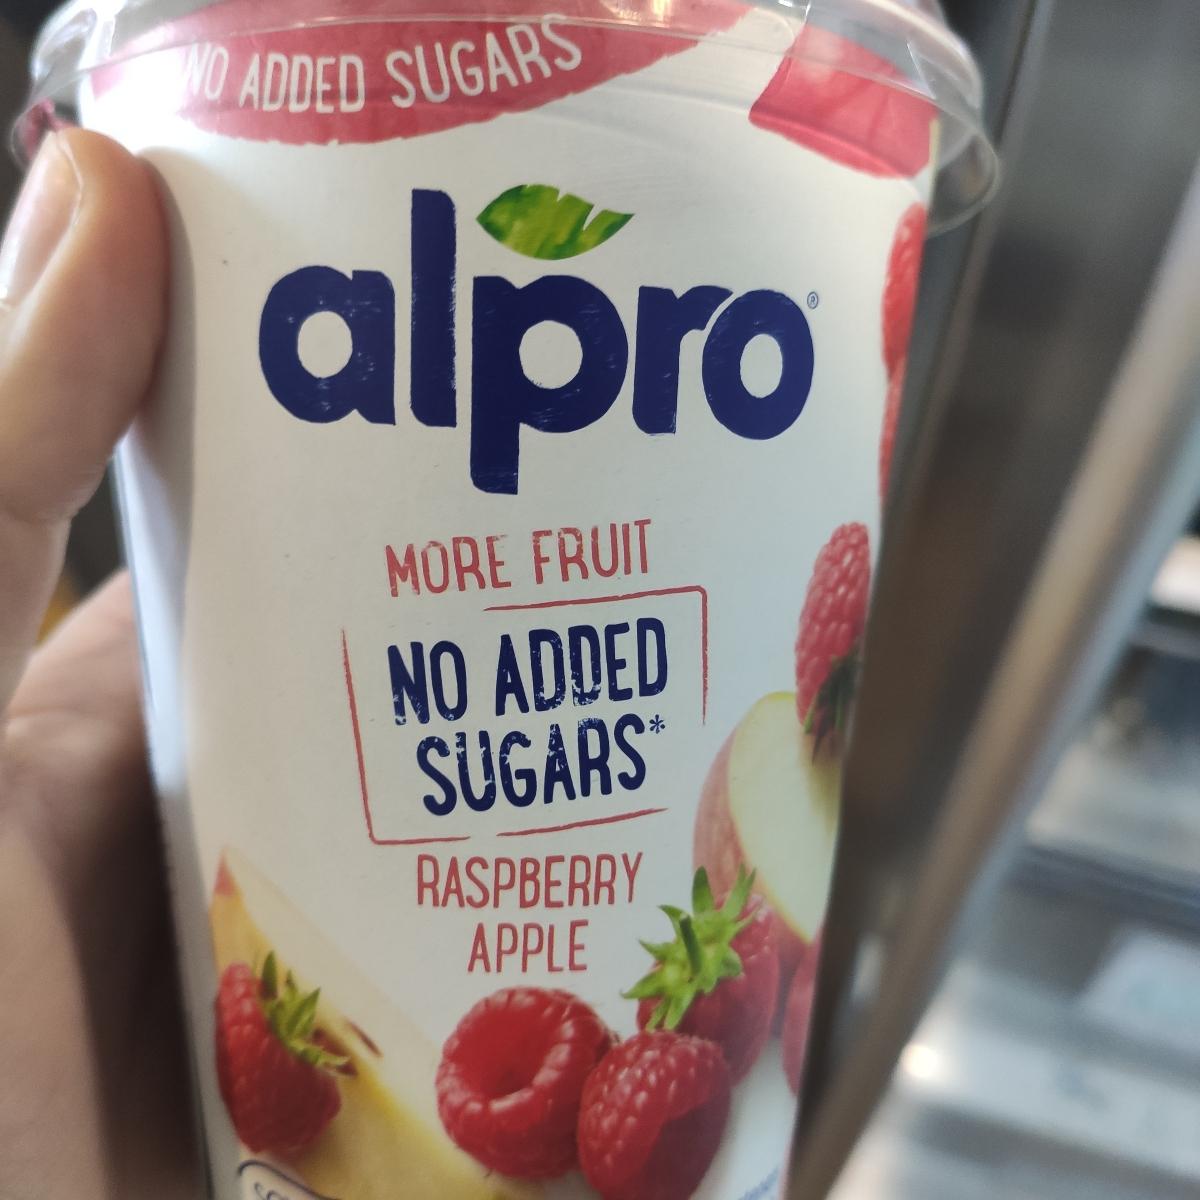 NO ADDED SUGARS
alpro®
MORE FRUIT
NO ADDED
SUGARS*
RASPBERRY
APPLE